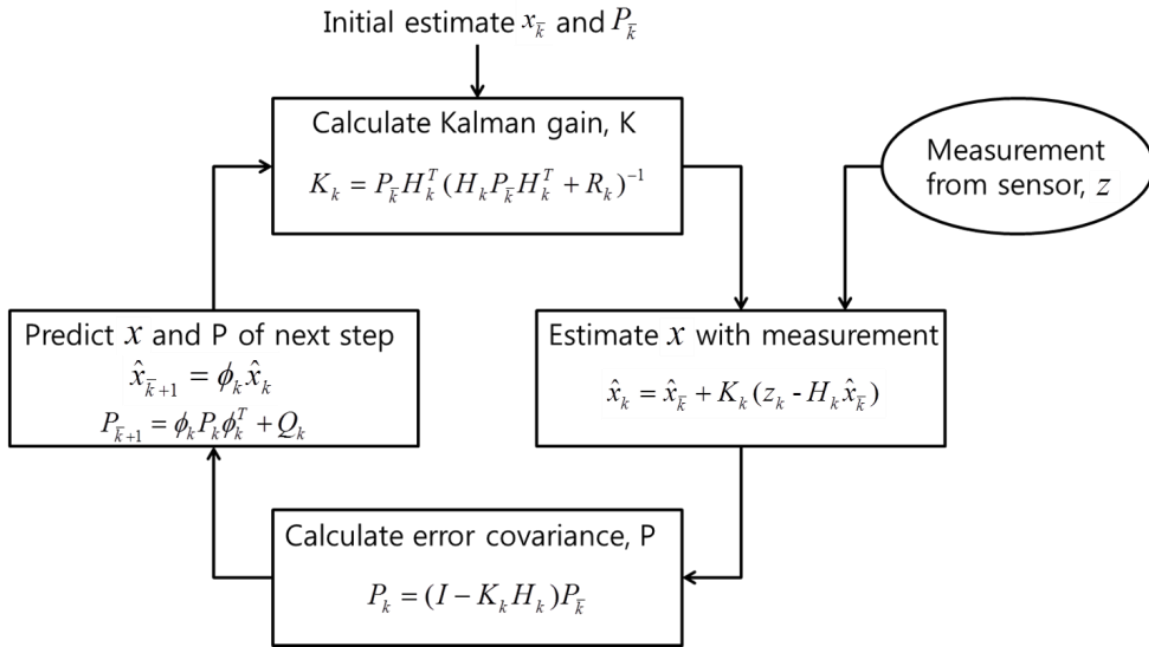 Initial estimate x_k̄ and P_k̄
Calculate Kalman gain, K
K_k = P_k̄ H_k^T (H_k P_k̄ H_k^T + R_k)^-1
Measurement
from sensor, z
Predict x and P of next step
x̂_k̄+1 = ϕ_k x̂_k
P_k̄+1 = ϕ_k P_k ϕ_k^T + Q_k
Estimate x with measurement
x̂_k = x̂_k̄ + K_k (z_k - H_k x̂_k̄)
Calculate error covariance, P
P_k = (I − K_k H_k) P_k̄